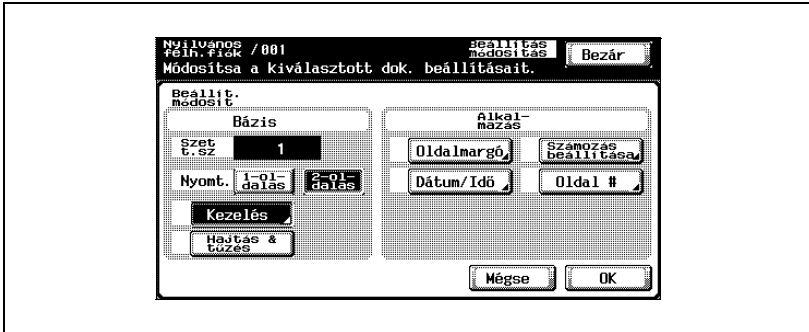 Nyilvános
félh.fiók /001
Beállítás
módosítás
Bezár
Módosítsa a kiválasztott dok. beállításait.
Beállít.
módosít
Bázis
Alkal-
mazás
Szet
t.sz
1
Oldalmargó
Számozás
beállítása
Nyomt.
1-ol-
dalas
2-ol-
dalas
Dátum/Idő
Oldal #
Kezelés
Hajtás &
tűzés
Mégse
OK